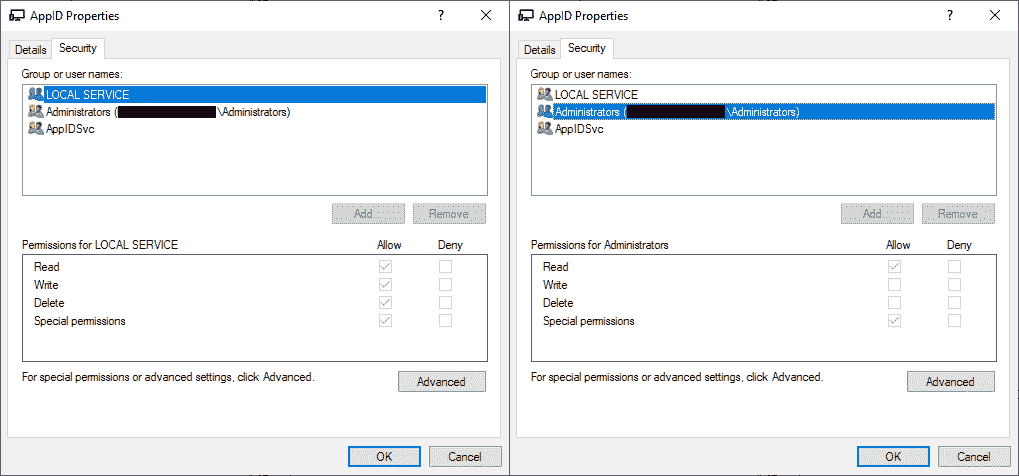 AppID Properties
Details Security
Group or user names:
LOCAL SERVICE
Administrators ( \Administrators)
AppIDSvc
Add... Remove
Permissions for LOCAL SERVICE Allow Deny
Read
Write
Delete
Special permissions
For special permissions or advanced settings, click Advanced.
Advanced
OK Cancel
AppID Properties
Details Security
Group or user names:
LOCAL SERVICE
Administrators ( \Administrators)
AppIDSvc
Add... Remove
Permissions for Administrators Allow Deny
Read
Write
Delete
Special permissions
For special permissions or advanced settings, click Advanced.
Advanced
OK Cancel